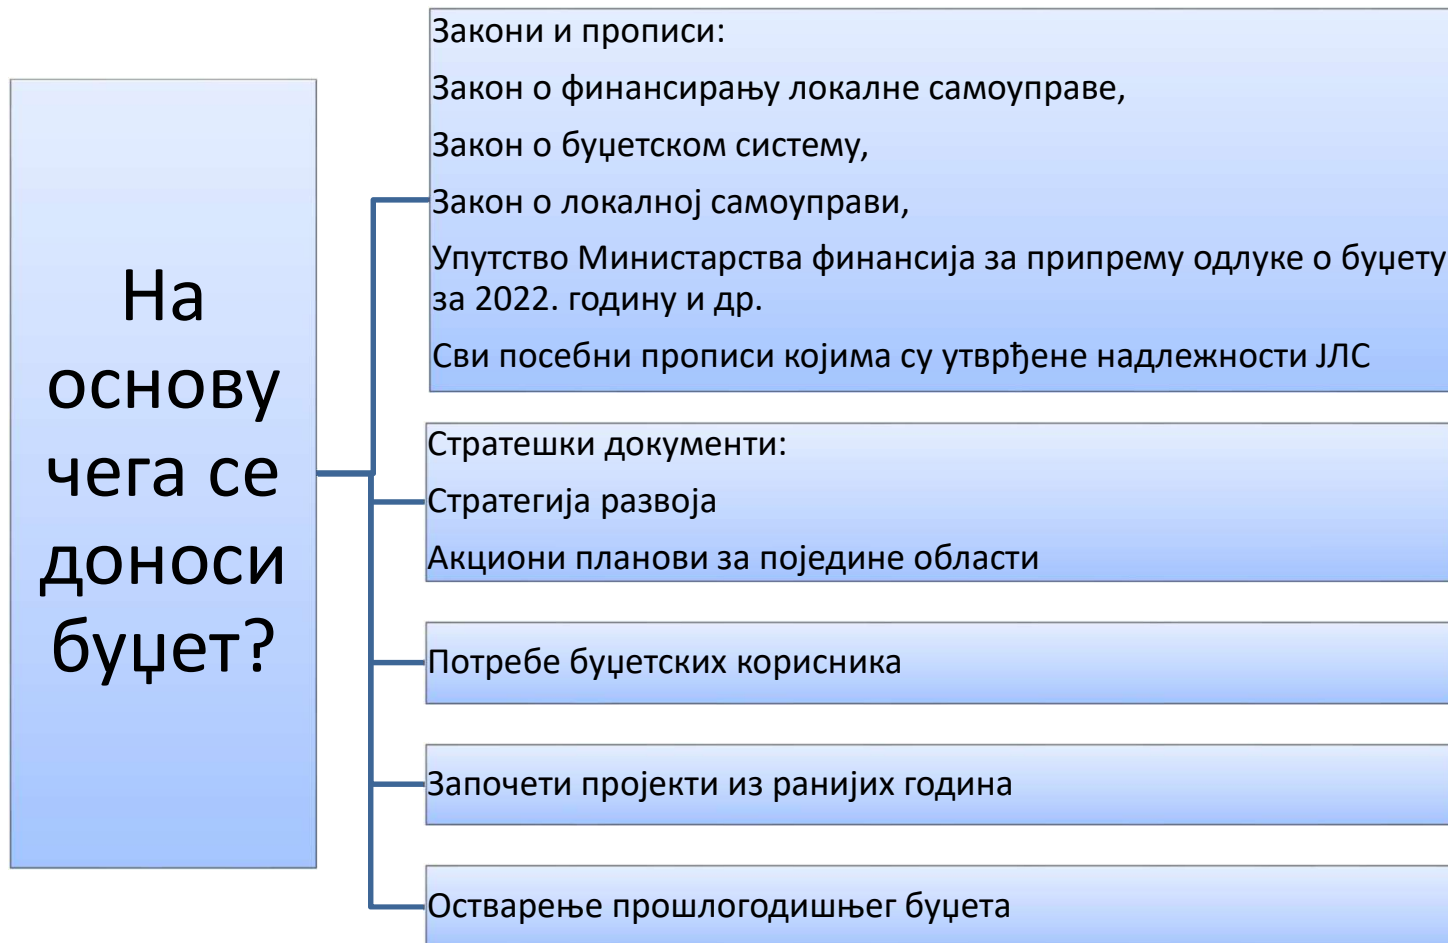 На
основу
чега се
доноси
буџет?
Закони и прописи:
Закон о финансирању локалне самоуправе,
Закон о буџетском систему,
Закон о локалној самоуправи,
Упутство Министарства финансија за припрему одлуке о буџету
за 2022. годину и др.
Сви посебни прописи којима су утврђене надлежности ЈЛС
Стратешки документи:
Стратегија развоја
Акциони планови за поједине области
Потребе буџетских корисника
Започети пројекти из ранијих година
Остварење прошлогодишњег буџета